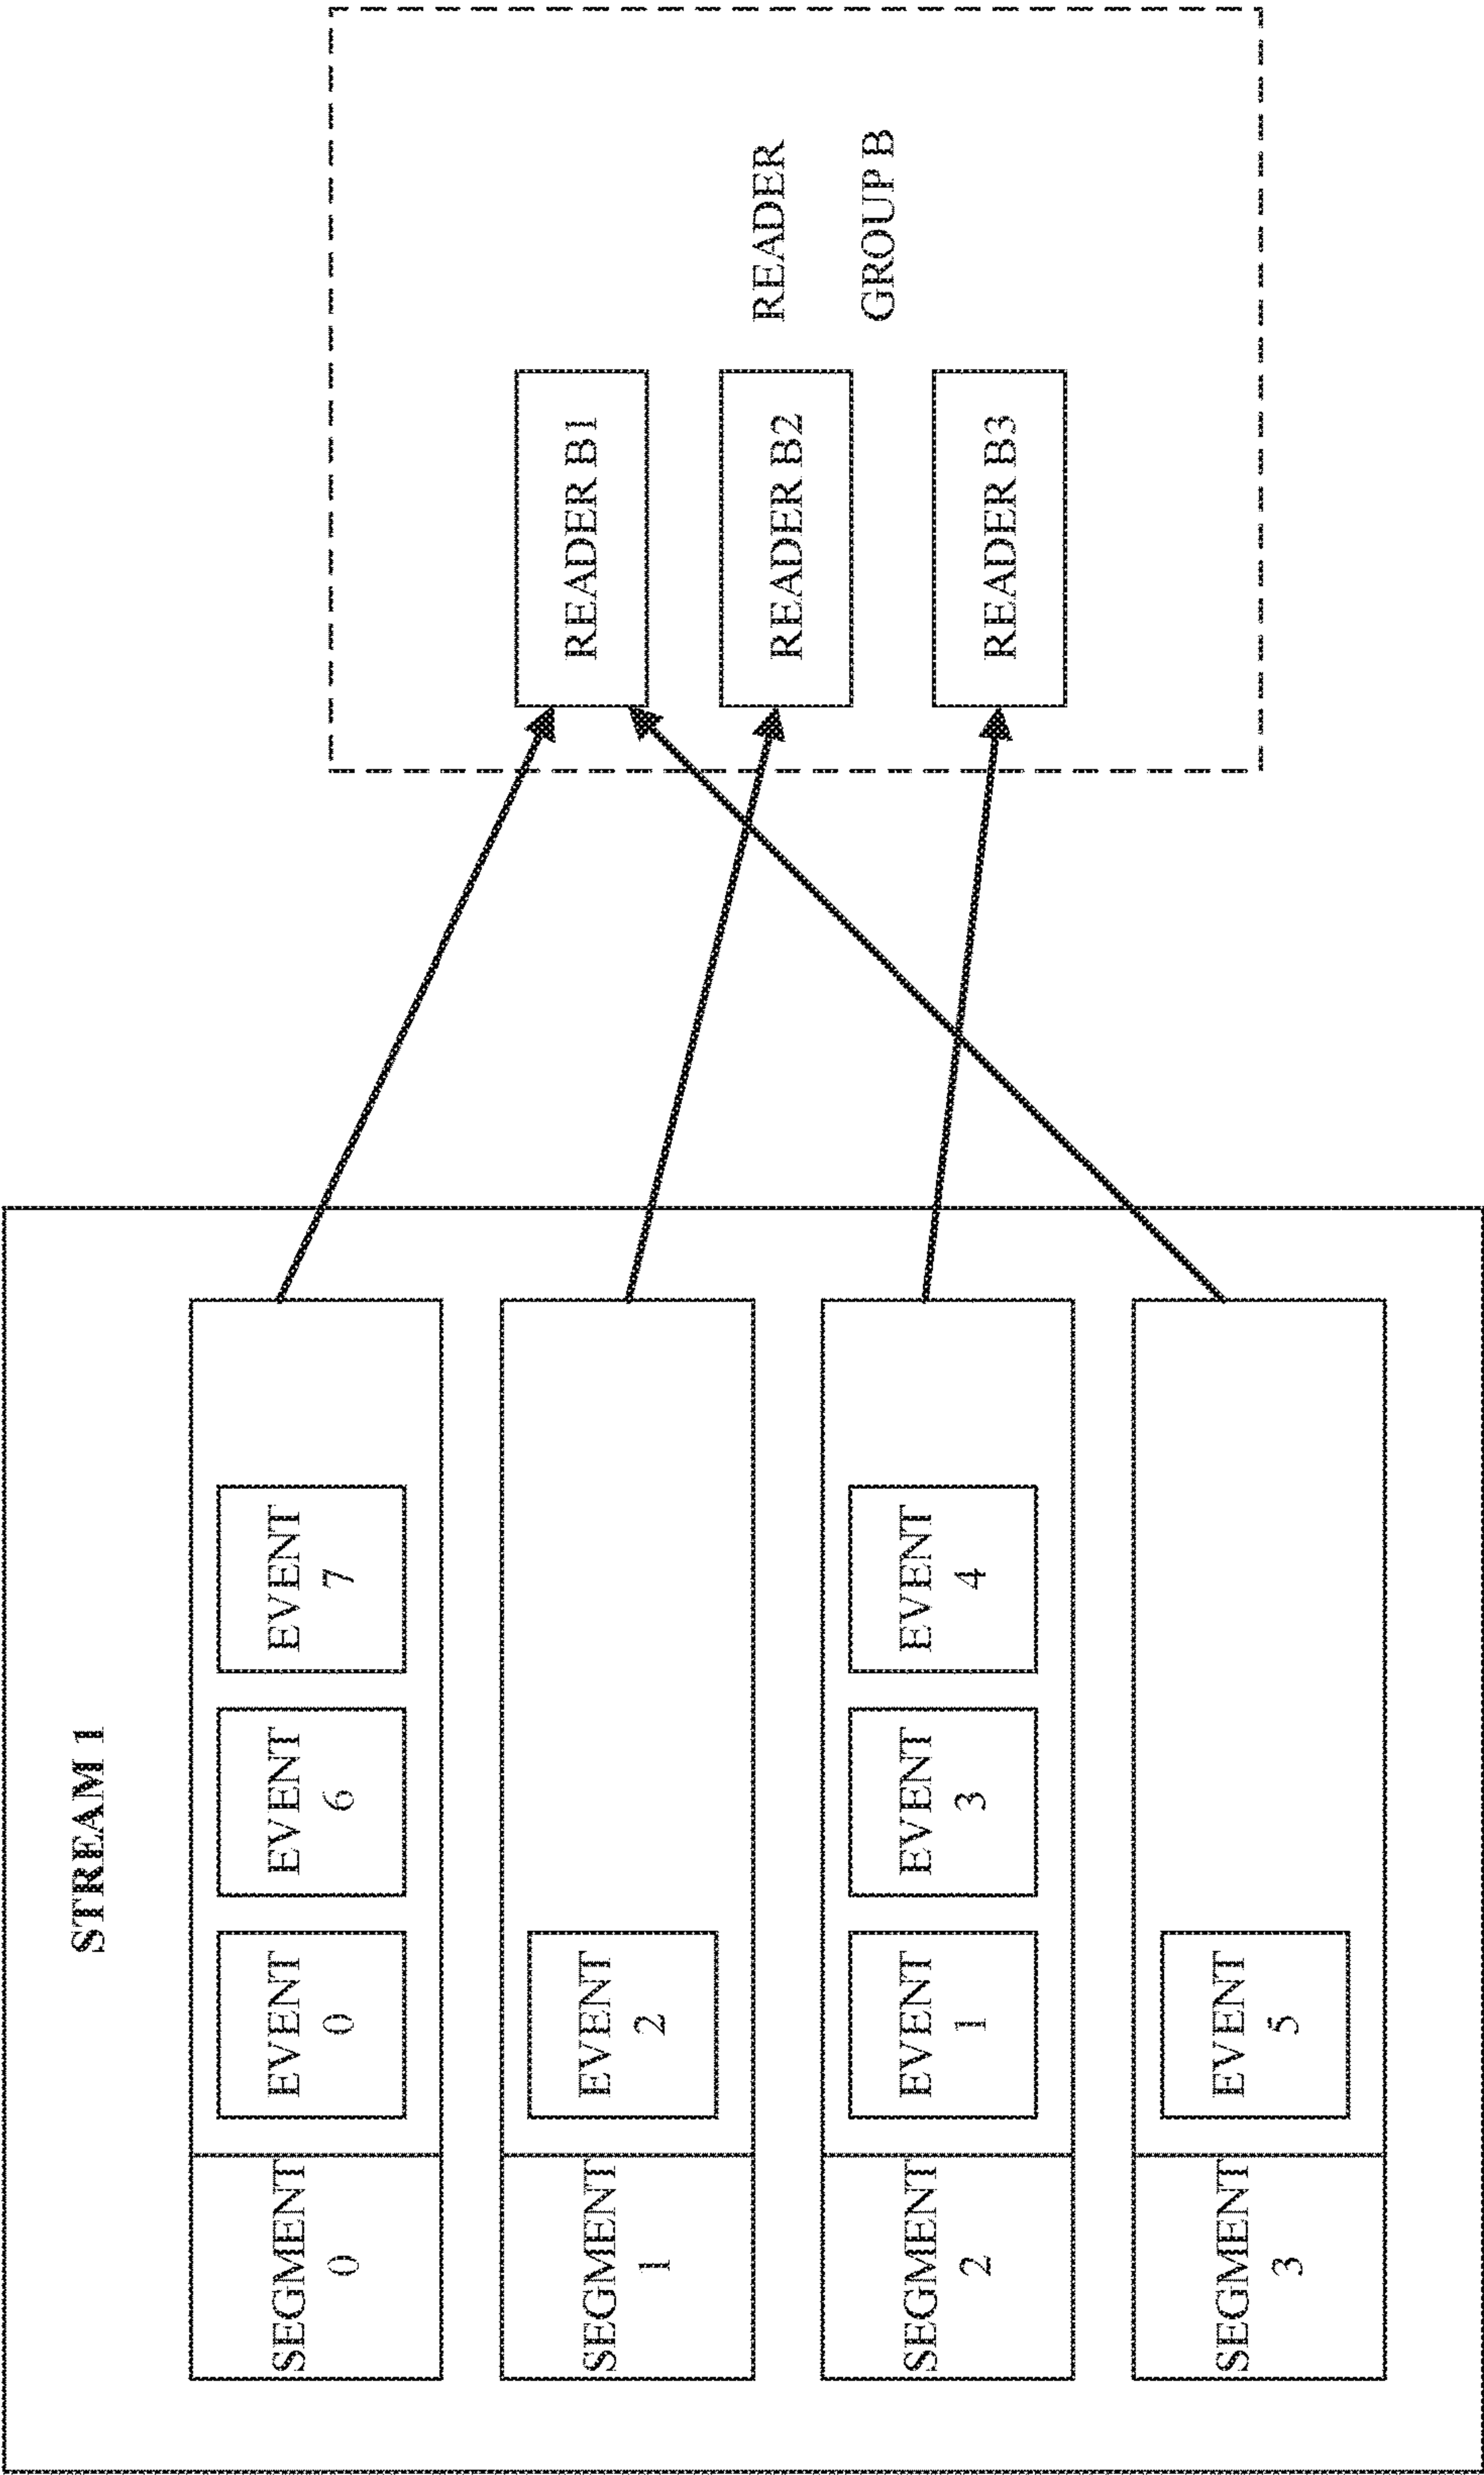 STREAM 1
SEGMENT
0
EVENT
0
EVENT
6
EVENT
7
SEGMENT
1
EVENT
2
SEGMENT
2
EVENT
1
EVENT
3
EVENT
4
SEGMENT
3
EVENT
5
READER B1
READER B2
READER B3
READER
GROUP B